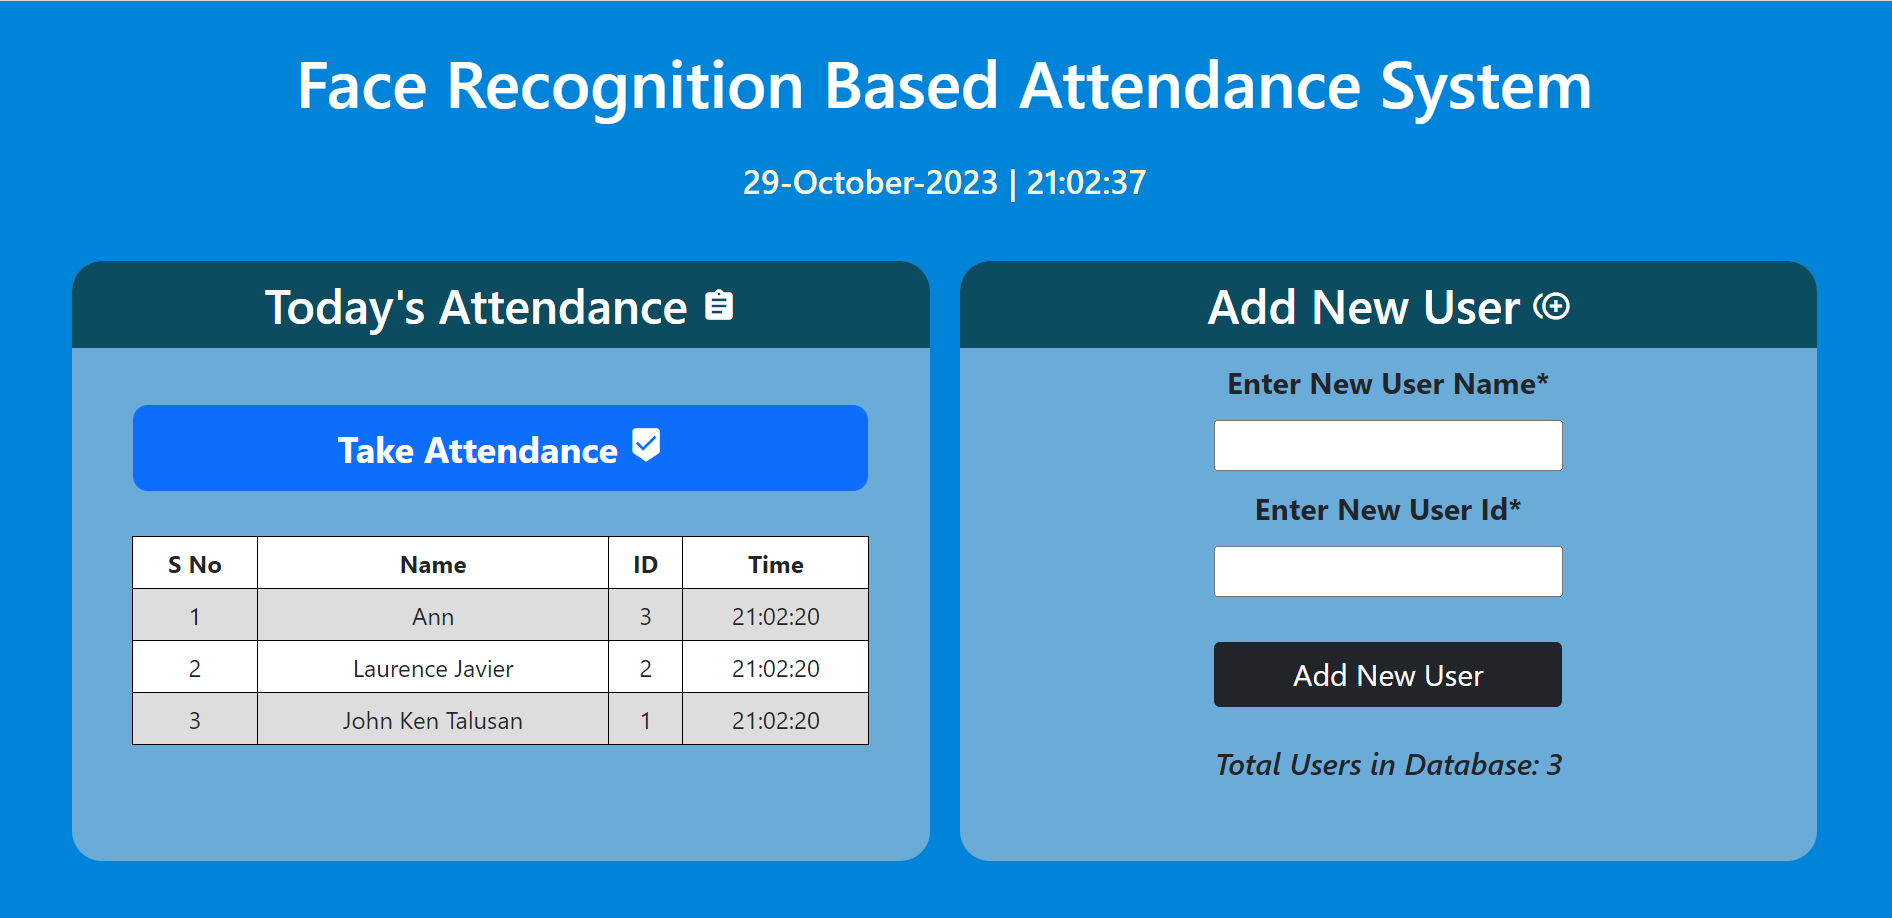 Face Recognition Based Attendance System
29-October-2023 | 21:02:37
Today's Attendance
Take Attendance
S No Name ID Time
1 Ann 3 21:02:20
2 Laurence Javier 2 21:02:20
3 John Ken Talusan 1 21:02:20
Add New User
Enter New User Name*
Enter New User Id*
Add New User
Total Users in Database: 3